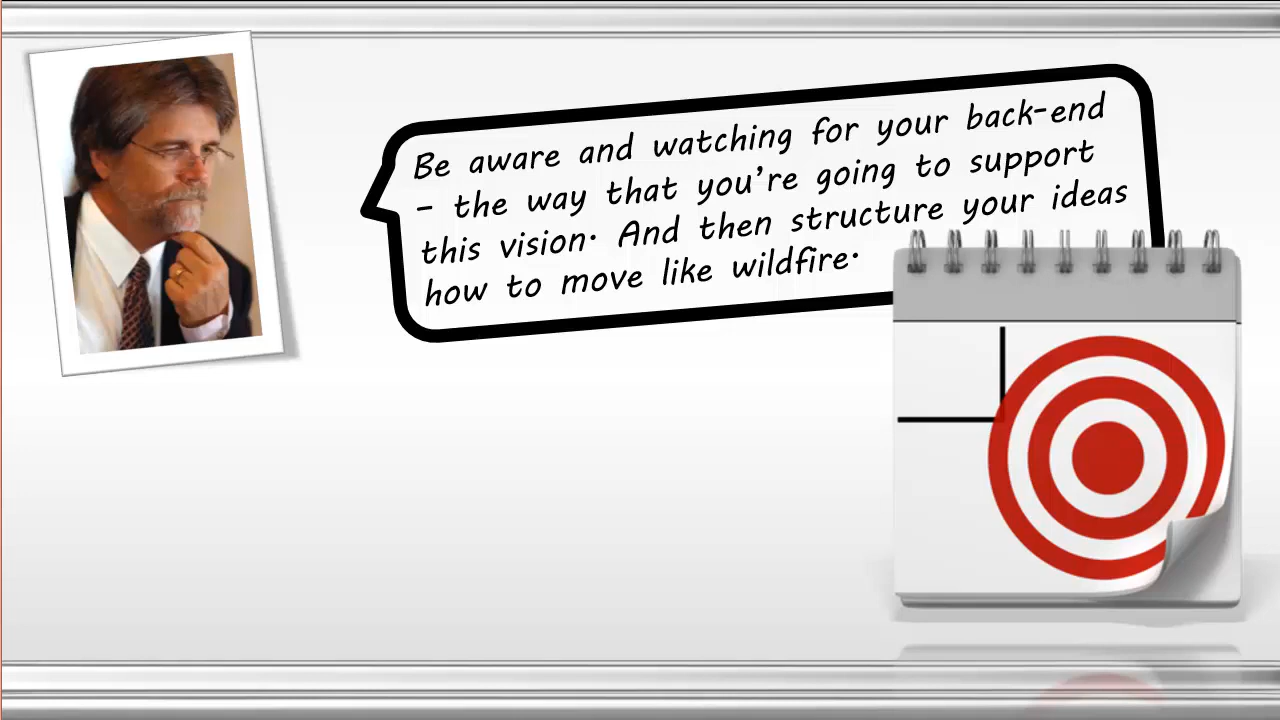 Be aware and watching for your back-end
– the way that you're going to support
this vision. And then structure your ideas
how to move like wildfire.